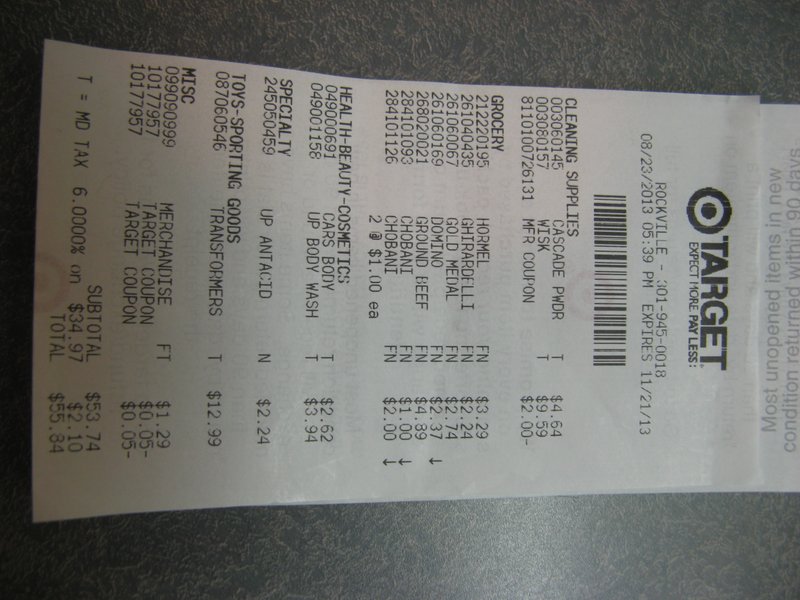 TARGET
EXPECT MORE. PAY LESS.®
ROCKVILLE - 301-945-0018
08/23/2013 05:39 PM EXPIRES 11/21/13
CLEANING SUPPLIES
003060145 CASCADE PWDR T $4.64
003080157 WISK T $9.59
8110100726131 MFR COUPON $2.00-
GROCERY
212220195 HORMEL FN $3.29
261040435 GHIRARDELLI FN $2.24
261060067 GOLD MEDAL FN $2.74
261060169 DOMINO FN $2.37 ↓
268020021 GROUND BEEF FN $4.89
284101093 CHOBANI FN $1.00 ↓
284101126 CHOBANI FN $2.00 ↓
2 @ $1.00 ea
HEALTH-BEAUTY-COSMETICS
049000691 CARS BODY T $2.62
049001158 UP BODY WASH T $3.94
SPECIALTY
245050459 UP ANTACID N $2.24
TOYS-SPORTING GOODS
087060546 TRANSFORMERS T $12.99
MISC
099090999 MERCHANDISE FT $1.29
10177957 TARGET COUPON $0.05-
10177957 TARGET COUPON $0.05-
SUBTOTAL $53.74
T = MD TAX 6.0000% on $34.97 $2.10
TOTAL $55.84
Most unopened items in new
condition returned within 90 days